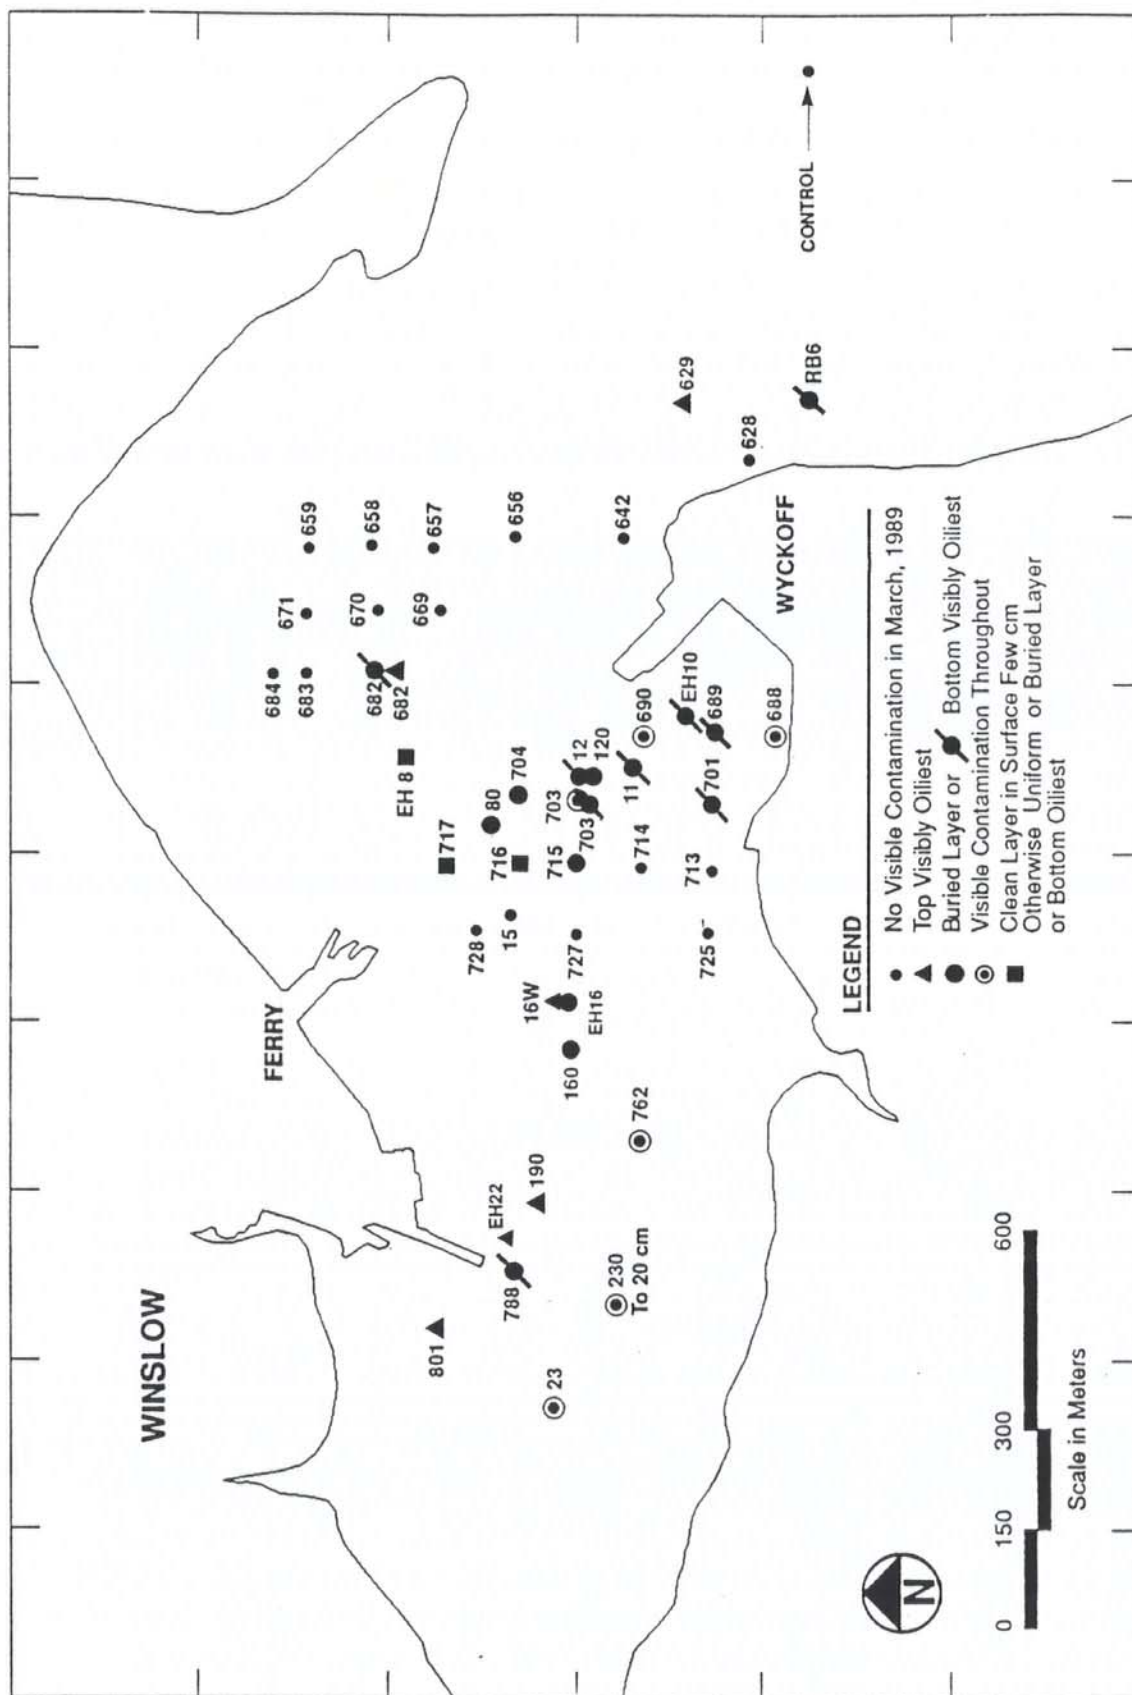 WINSLOW
FERRY
WYCKOFF
CONTROL
684
671
659
683
682
682
670
658
669
657
EH 8
717
80
704
716
656
728
15
715
703
703
12
120
642
629
628
RB6
690
EH10
689
688
11
701
714
713
725
727
16W
EH16
160
762
190
EH22
788
801
230
To 20 cm
23
LEGEND
No Visible Contamination in March, 1989
Top Visibly Oiliest
Buried Layer or Bottom Visibly Oiliest
Visible Contamination Throughout
Clean Layer in Surface Few cm
Otherwise Uniform or Buried Layer
or Bottom Oiliest
N
0 150 300 600
Scale in Meters